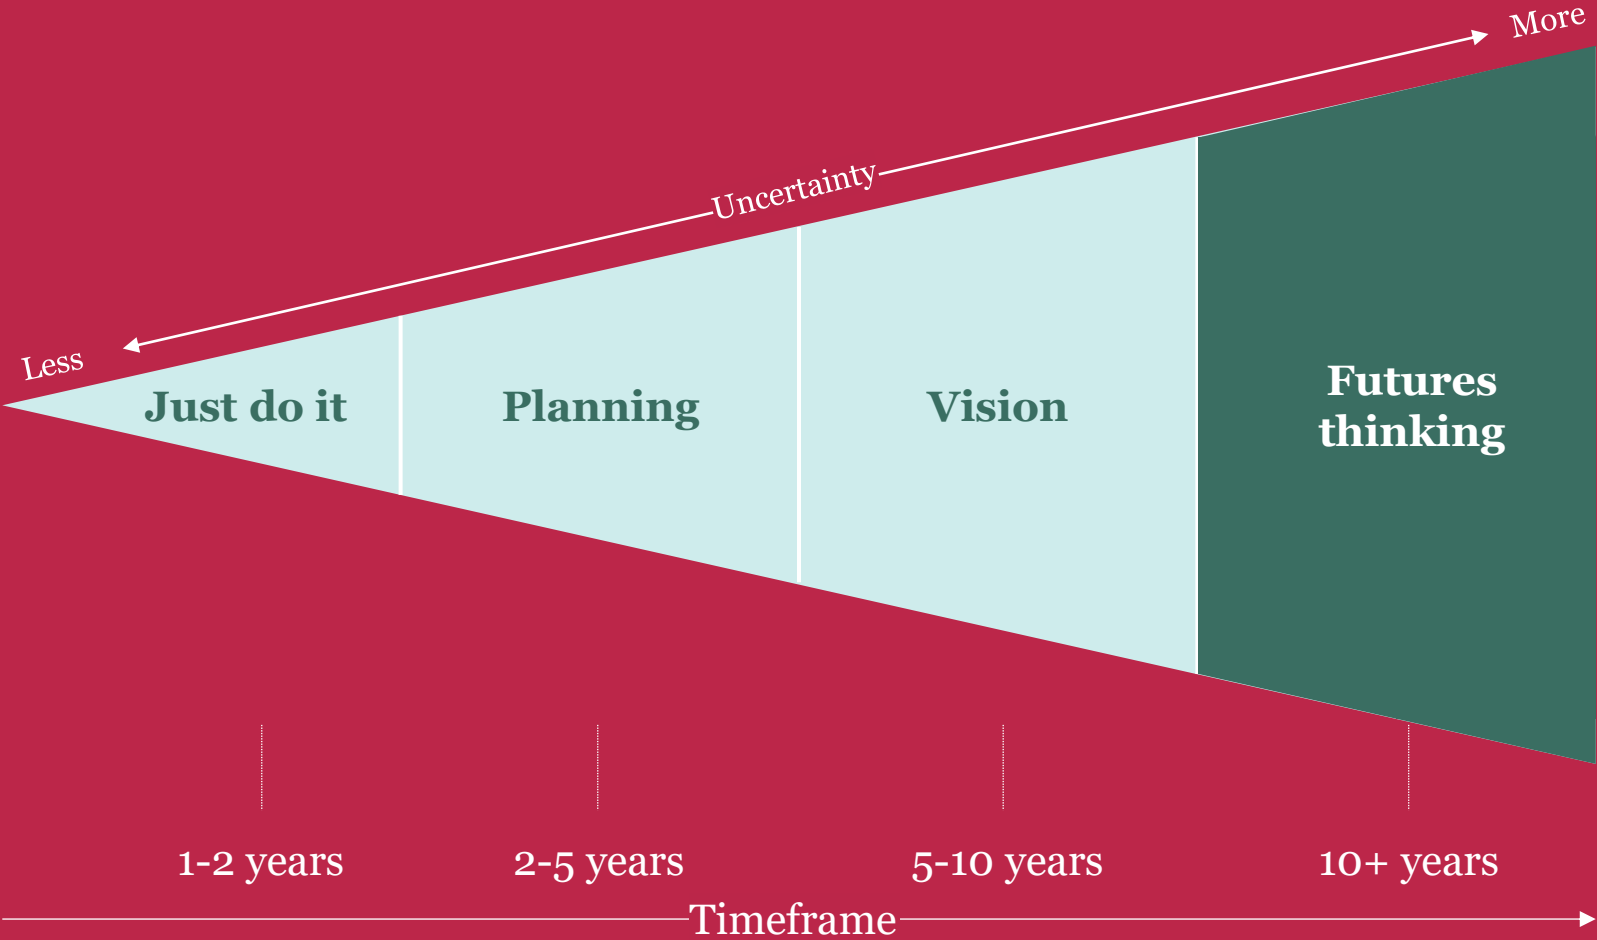 More
Uncertainty
Less
Just do it
Planning
Vision
Futures
thinking
1-2 years
2-5 years
5-10 years
10+ years
Timeframe